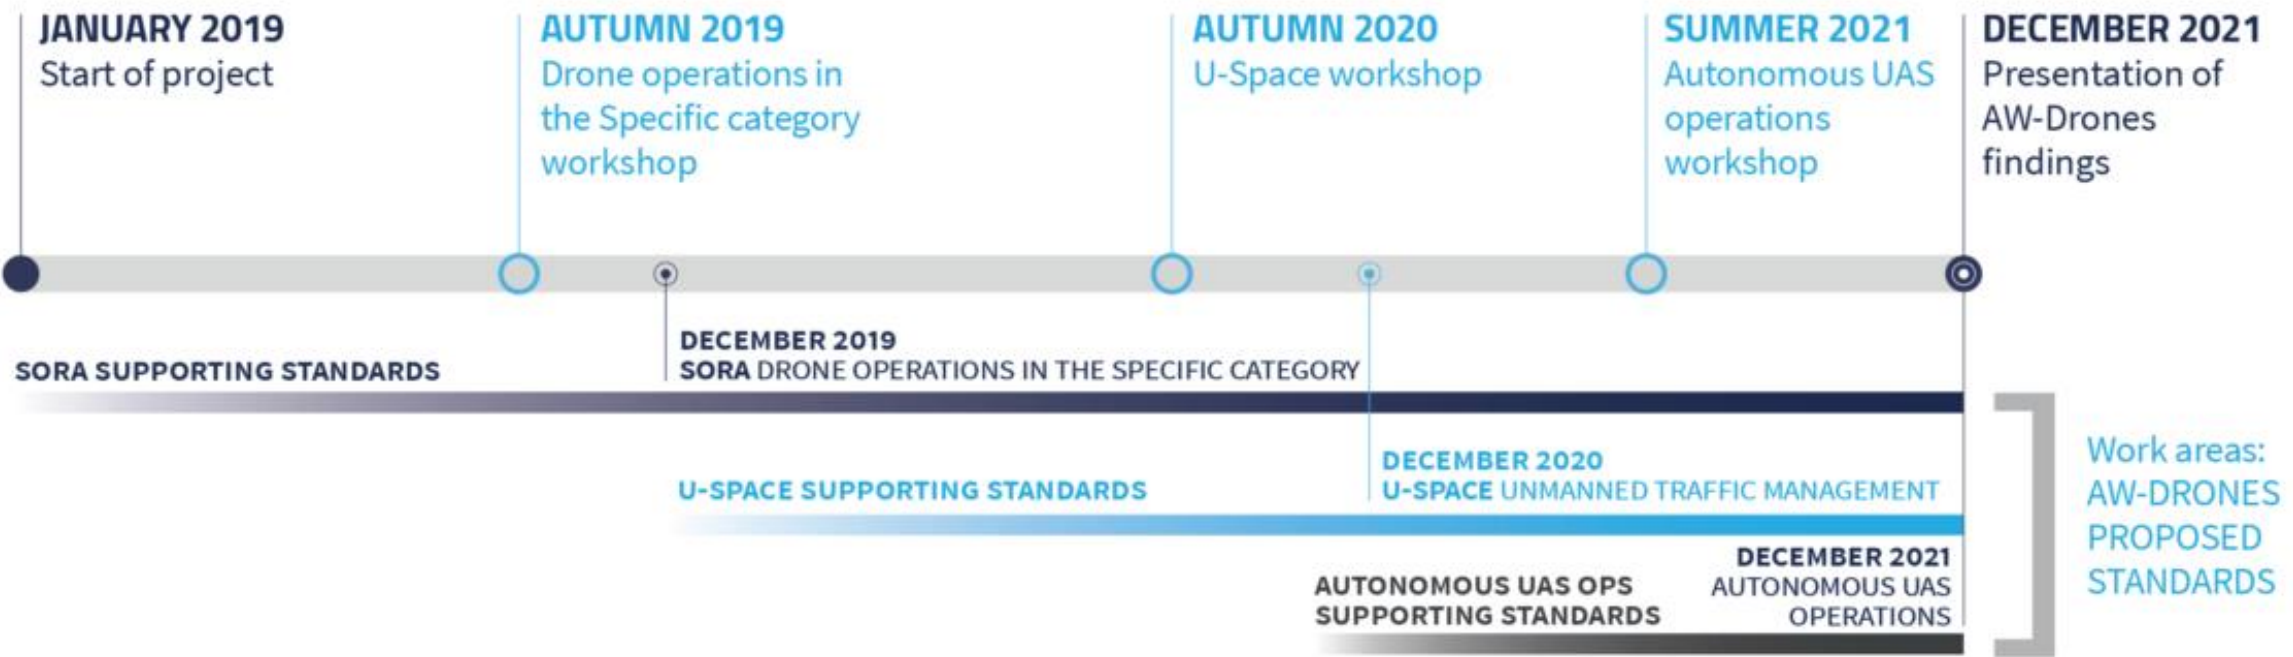 JANUARY 2019
Start of project
AUTUMN 2019
Drone operations in
the Specific category
workshop
AUTUMN 2020
U-Space workshop
SUMMER 2021
Autonomous UAS
operations
workshop
DECEMBER 2021
Presentation of
AW-Drones
findings
DECEMBER 2019
SORA DRONE OPERATIONS IN THE SPECIFIC CATEGORY
SORA SUPPORTING STANDARDS
DECEMBER 2020
U-SPACE UNMANNED TRAFFIC MANAGEMENT
U-SPACE SUPPORTING STANDARDS
DECEMBER 2021
AUTONOMOUS UAS
OPERATIONS
AUTONOMOUS UAS OPS
SUPPORTING STANDARDS
Work areas:
AW-DRONES
PROPOSED
STANDARDS